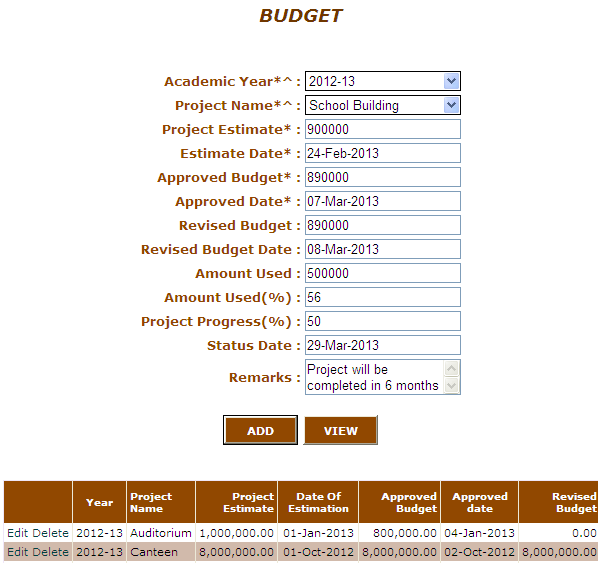 BUDGET
Academic Year*^ : 2012-13
Project Name*^ : School Building
Project Estimate* : 900000
Estimate Date* : 24-Feb-2013
Approved Budget* : 890000
Approved Date* : 07-Mar-2013
Revised Budget : 890000
Revised Budget Date : 08-Mar-2013
Amount Used : 500000
Amount Used(%) : 56
Project Progress(%) : 50
Status Date : 29-Mar-2013
Remarks : Project will be
completed in 6 months
ADD VIEW
Year Project Name Project Estimate Date Of Estimation Approved Budget Approved date Revised Budget
Edit Delete 2012-13 Auditorium 1,000,000.00 01-Jan-2013 800,000.00 04-Jan-2013 0.00
Edit Delete 2012-13 Canteen 8,000,000.00 01-Oct-2012 8,000,000.00 02-Oct-2012 8,000,000.00